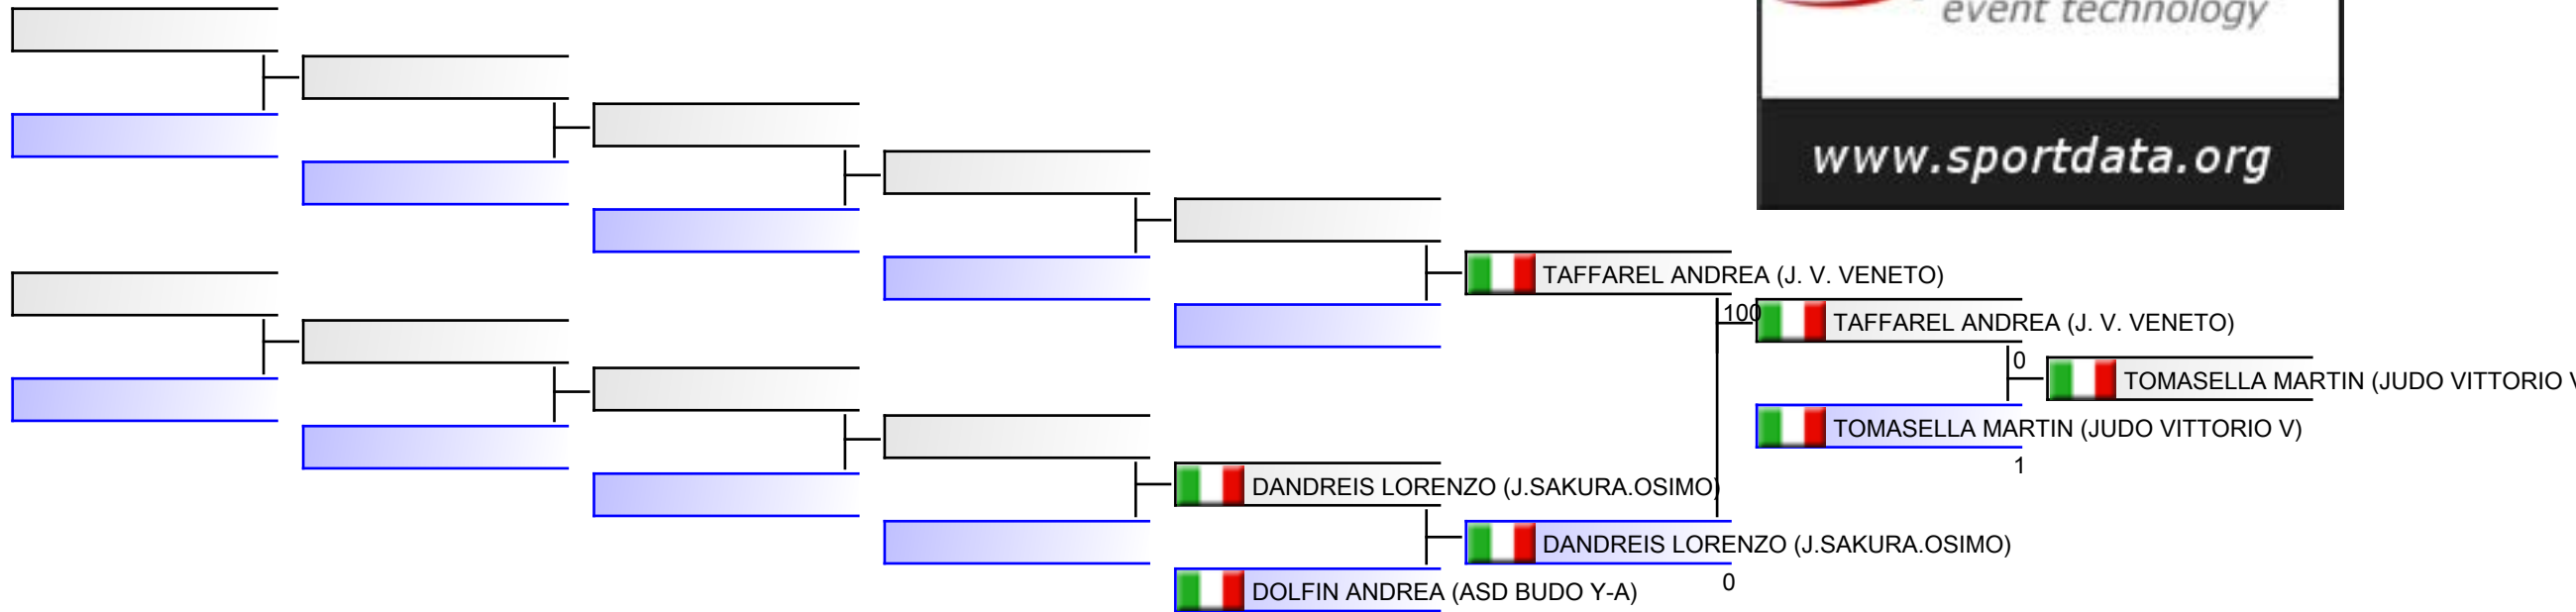 event technology
www.sportdata.org
TAFFAREL ANDREA (J. V. VENETO)
100
TAFFAREL ANDREA (J. V. VENETO)
0
TOMASELLA MARTIN (JUDO VITTORIO V
TOMASELLA MARTIN (JUDO VITTORIO V)
1
DANDREIS LORENZO (J.SAKURA.OSIMO)
DANDREIS LORENZO (J.SAKURA.OSIMO)
0
DOLFIN ANDREA (ASD BUDO Y-A)